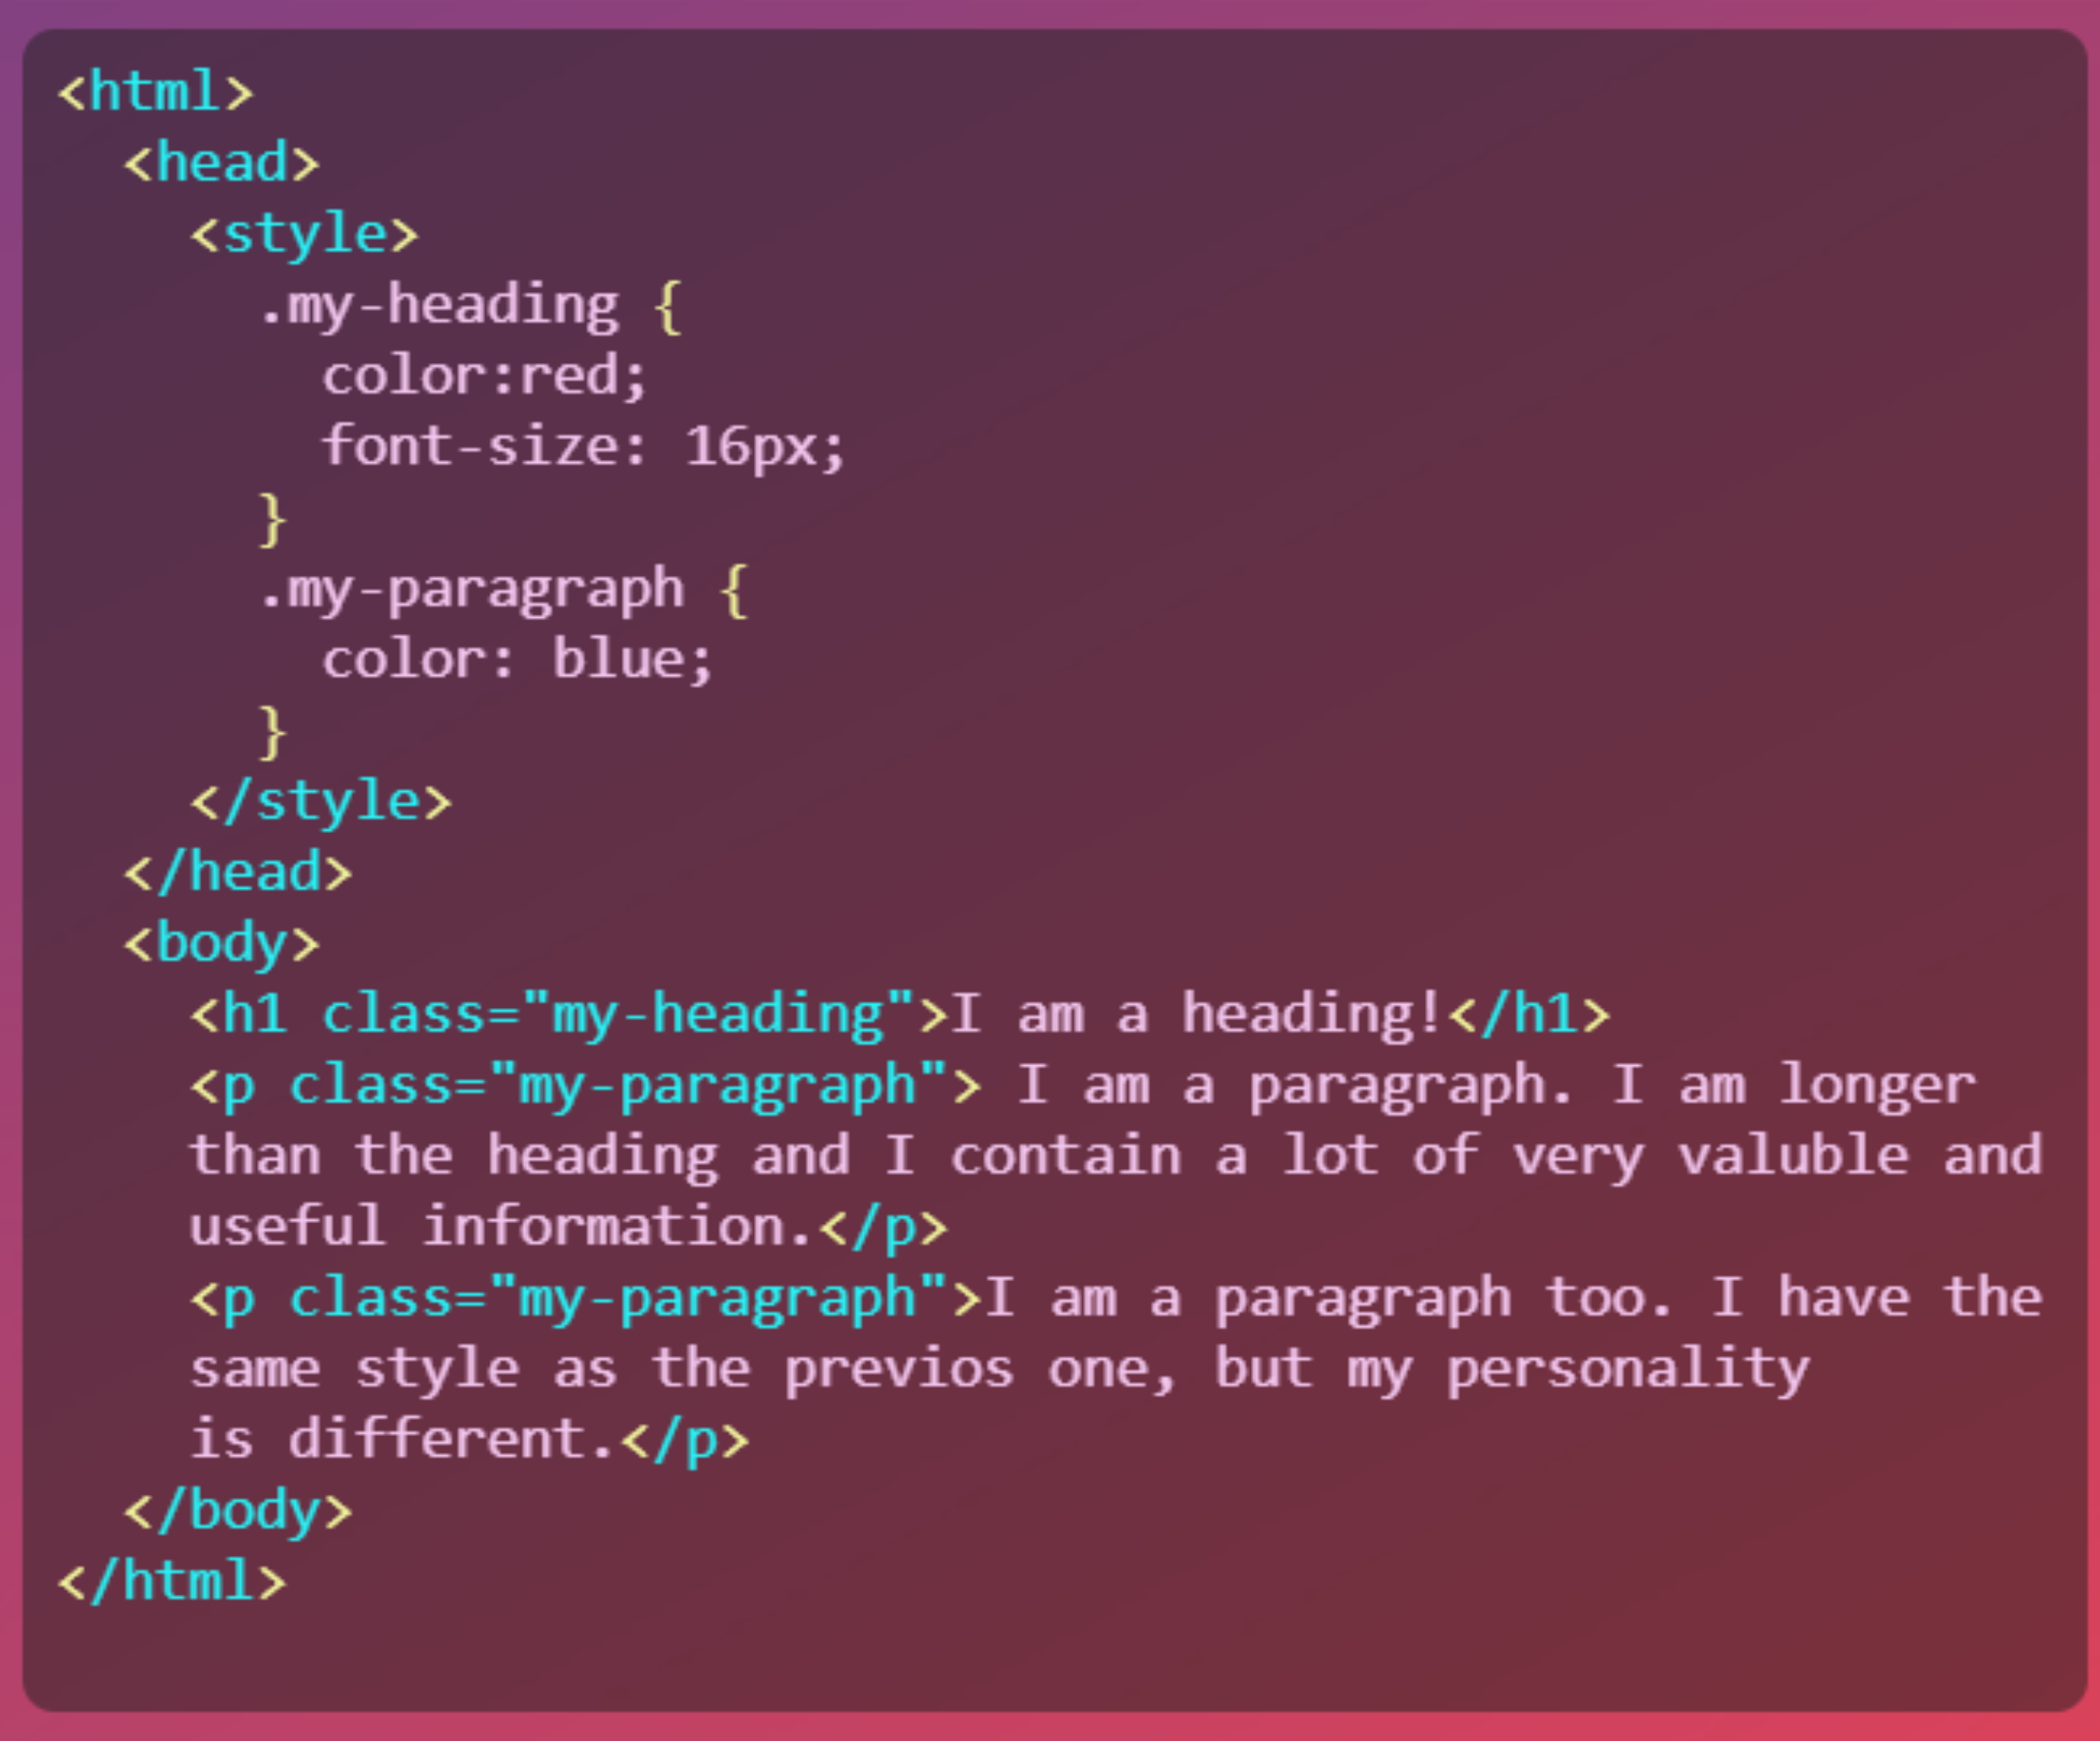 <html>
  <head>
    <style>
      .my-heading {
        color:red;
        font-size: 16px;
      }
      .my-paragraph {
        color: blue;
      }
    </style>
  </head>
  <body>
    <h1 class="my-heading">I am a heading!</h1>
    <p class="my-paragraph"> I am a paragraph. I am longer
    than the heading and I contain a lot of very valuble and
    useful information.</p>
    <p class="my-paragraph">I am a paragraph too. I have the
    same style as the previos one, but my personality
    is different.</p>
  </body>
</html>